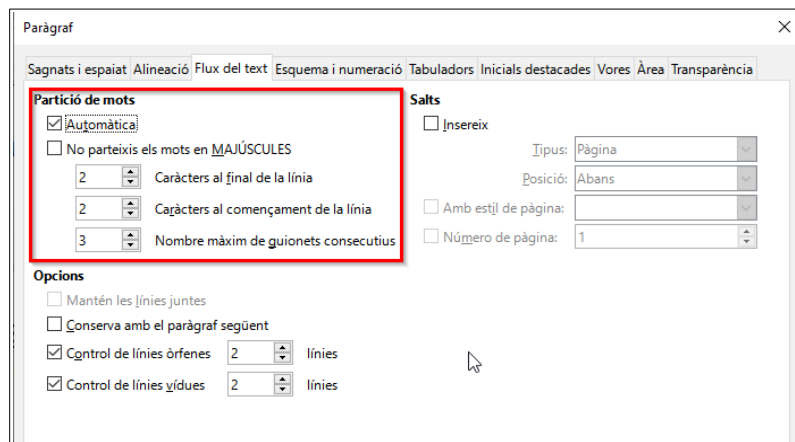 Paràgraf
Sagnats i espaiat Alineació Flux del text Esquema i numeració Tabuladors Inicials destacades Vores Àrea Transparència
Partició de mots
Automàtica
No parteixis els mots en MAJÚSCULES
2 Caràcters al final de la línia
2 Caràcters al començament de la línia
3 Nombre màxim de guionets consecutius
Salts
Insereix
Tipus: Pàgina
Posició: Abans
Amb estil de pàgina:
Número de pàgina: 1
Opcions
Mantén les línies juntes
Conserva amb el paràgraf següent
Control de línies òrfenes 2 línies
Control de línies vídues 2 línies